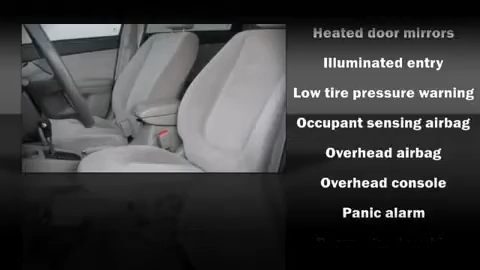 Heated door mirrors
Illuminated entry
Low tire pressure warning
Occupant sensing airbag
Overhead airbag
Overhead console
Panic alarm